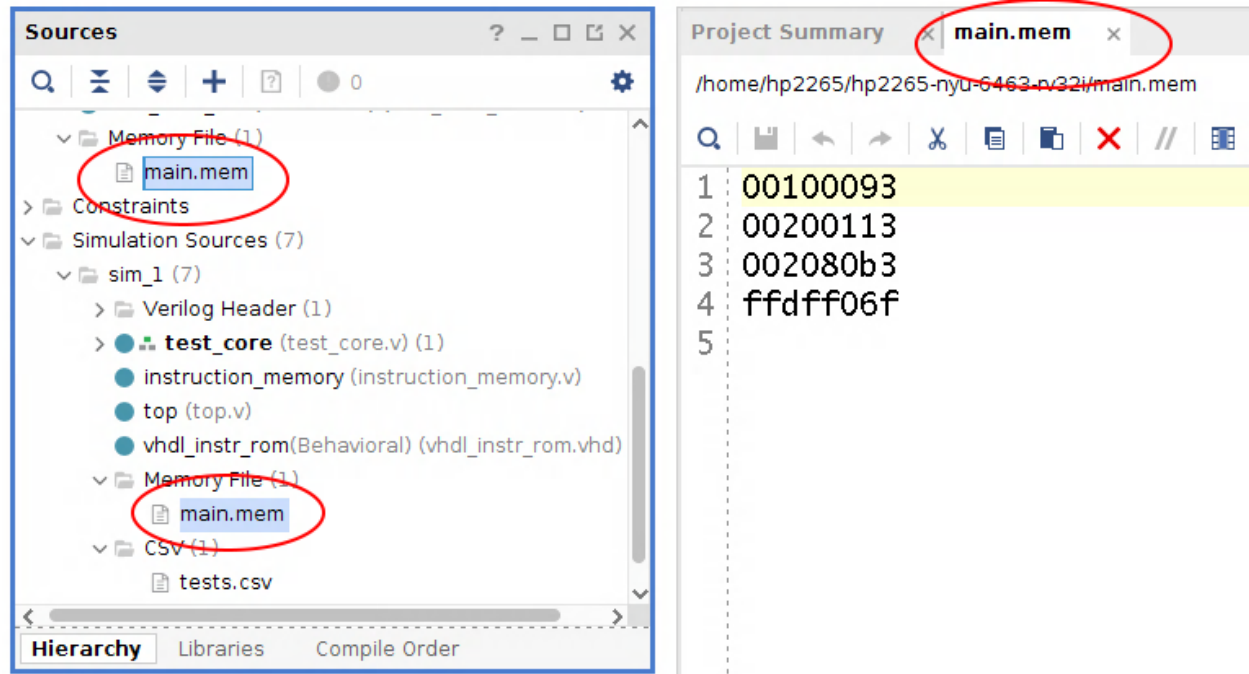 Sources
0
Memory File (1)
main.mem
Constraints
Simulation Sources (7)
sim_1 (7)
Verilog Header (1)
test_core (test_core.v) (1)
instruction_memory (instruction_memory.v)
top (top.v)
vhdl_instr_rom(Behavioral) (vhdl_instr_rom.vhd)
Memory File (1)
main.mem
CSV (1)
tests.csv
Hierarchy Libraries Compile Order
Project Summary main.mem
/home/hp2265/hp2265-nyu-6463-rv32i/main.mem
1 00100093
2 00200113
3 002080b3
4 ffdff06f
5